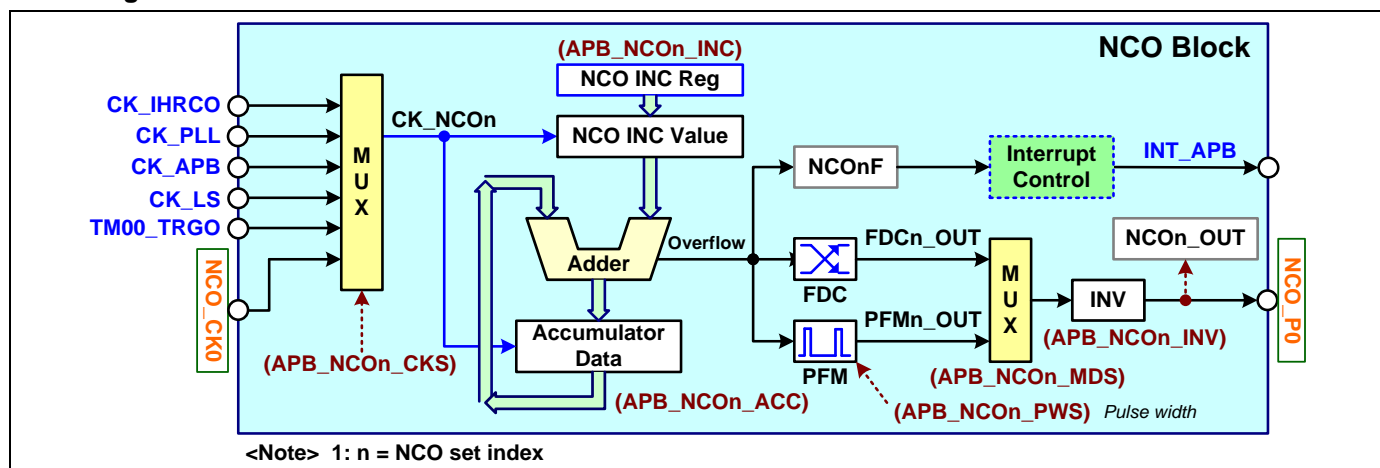 NCO Block
(APB_NCOn_INC)
NCO INC Reg
CK_IHRCO
CK_PLL
CK_APB
CK_LS
TM00_TRGO
NCO_CK0
MUX
CK_NCOn
NCO INC Value
(APB_NCOn_CKS)
Adder
Overflow
Accumulator
Data
(APB_NCOn_ACC)
NCOnF
Interrupt
Control
INT_APB
FDCn_OUT
FDC
PFMn_OUT
PFM
MUX
(APB_NCOn_MDS)
(APB_NCOn_PWS) Pulse width
INV
(APB_NCOn_INV)
NCOn_OUT
NCO_P0
<Note> 1: n = NCO set index